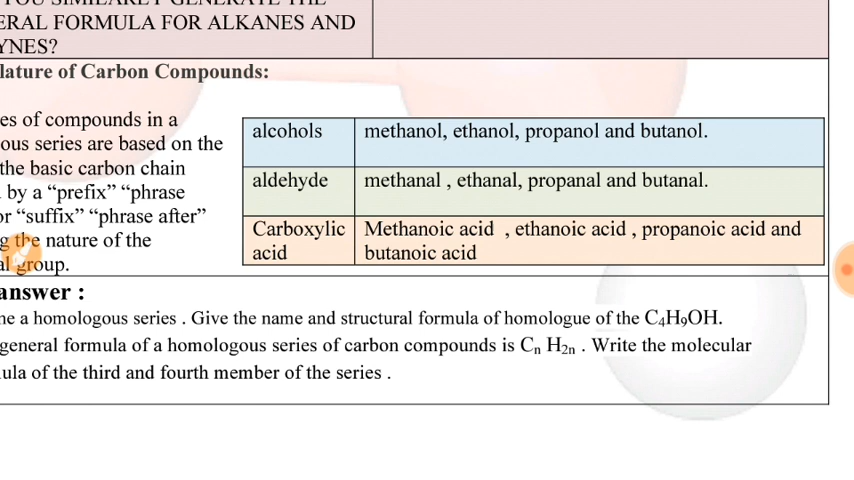 ERAL FORMULA FOR ALKANES AND
YNES?
lature of Carbon Compounds:
es of compounds in a
ous series are based on the
the basic carbon chain
by a “prefix” “phrase
or “suffix” “phrase after”
g the nature of the
al group.
alcohols methanol, ethanol, propanol and butanol.
aldehyde methanal , ethanal, propanal and butanal.
Carboxylic acid Methanoic acid , ethanoic acid , propanoic acid and
butanoic acid
answer :
ne a homologous series . Give the name and structural formula of homologue of the C₄H₉OH.
general formula of a homologous series of carbon compounds is Cₙ H₂ₙ . Write the molecular
ula of the third and fourth member of the series .